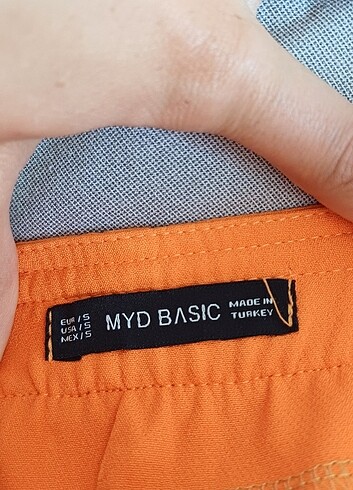 EUR/S
USA/S
MEX/S
MYD BASIC
MADE IN
TURKEY